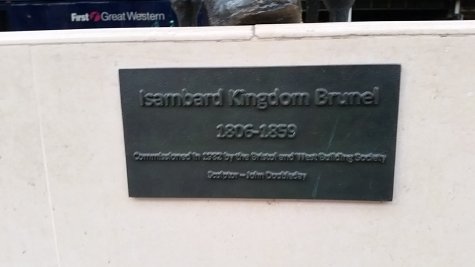 First Great Western
Isambard Kingdom Brunel
1806-1859
Commissioned in 1982 by the Bristol and West Building Society
Sculptor - John Doubleday